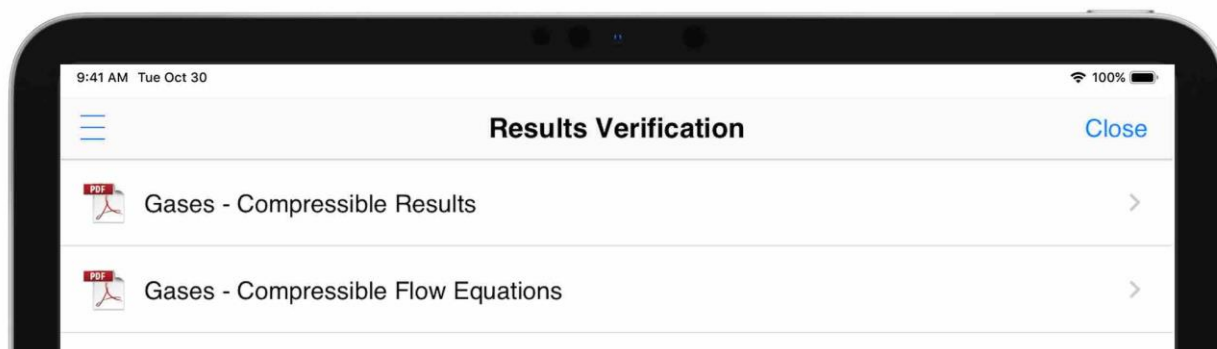 9:41 AM Tue Oct 30 100%
Results Verification Close
PDF Gases - Compressible Results
PDF Gases - Compressible Flow Equations